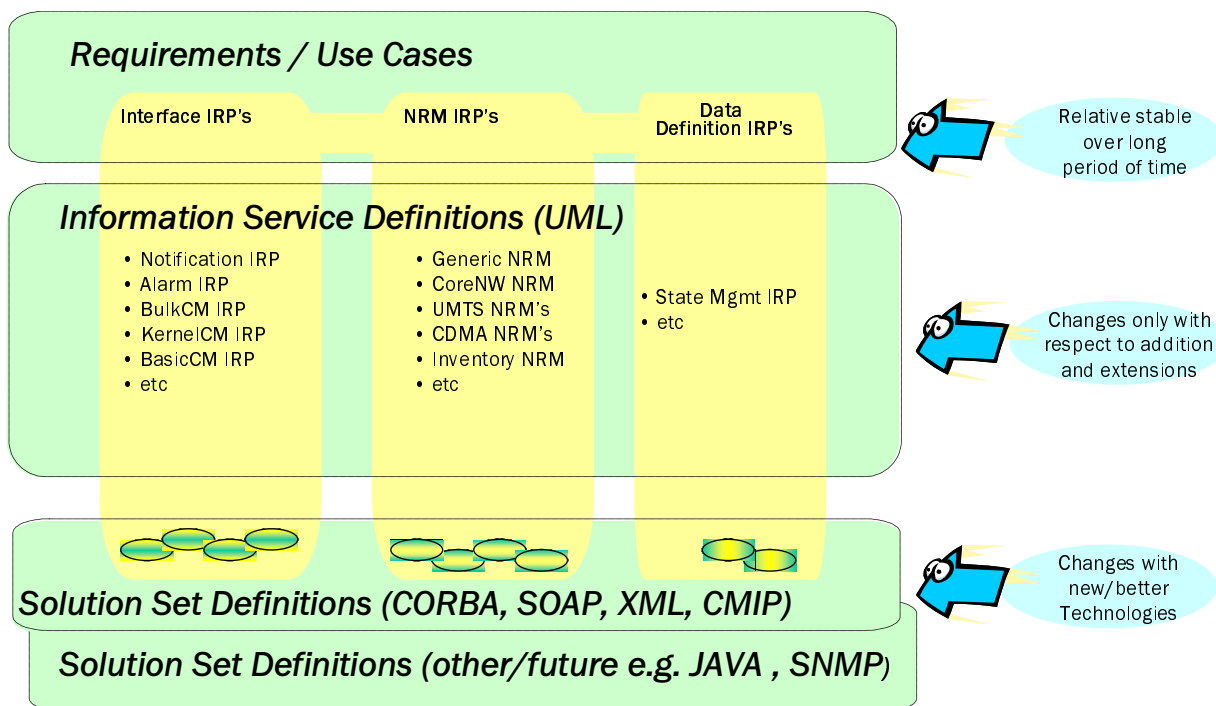 Requirements / Use Cases
Interface IRP's
NRM IRP's
Data
Definition IRP's
Relative stable
over long
period of time
Information Service Definitions (UML)
• Notification IRP
• Alarm IRP
• BulkCM IRP
• KernelCM IRP
• BasicCM IRP
• etc
• Generic NRM
• CoreNW NRM
• UMTS NRM's
• CDMA NRM's
• Inventory NRM
• etc
• State Mgmt IRP
• etc
Changes only with
respect to addition
and extensions
Solution Set Definitions (CORBA, SOAP, XML, CMIP)
Changes with
new/better
Technologies
Solution Set Definitions (other/future e.g. JAVA , SNMP)